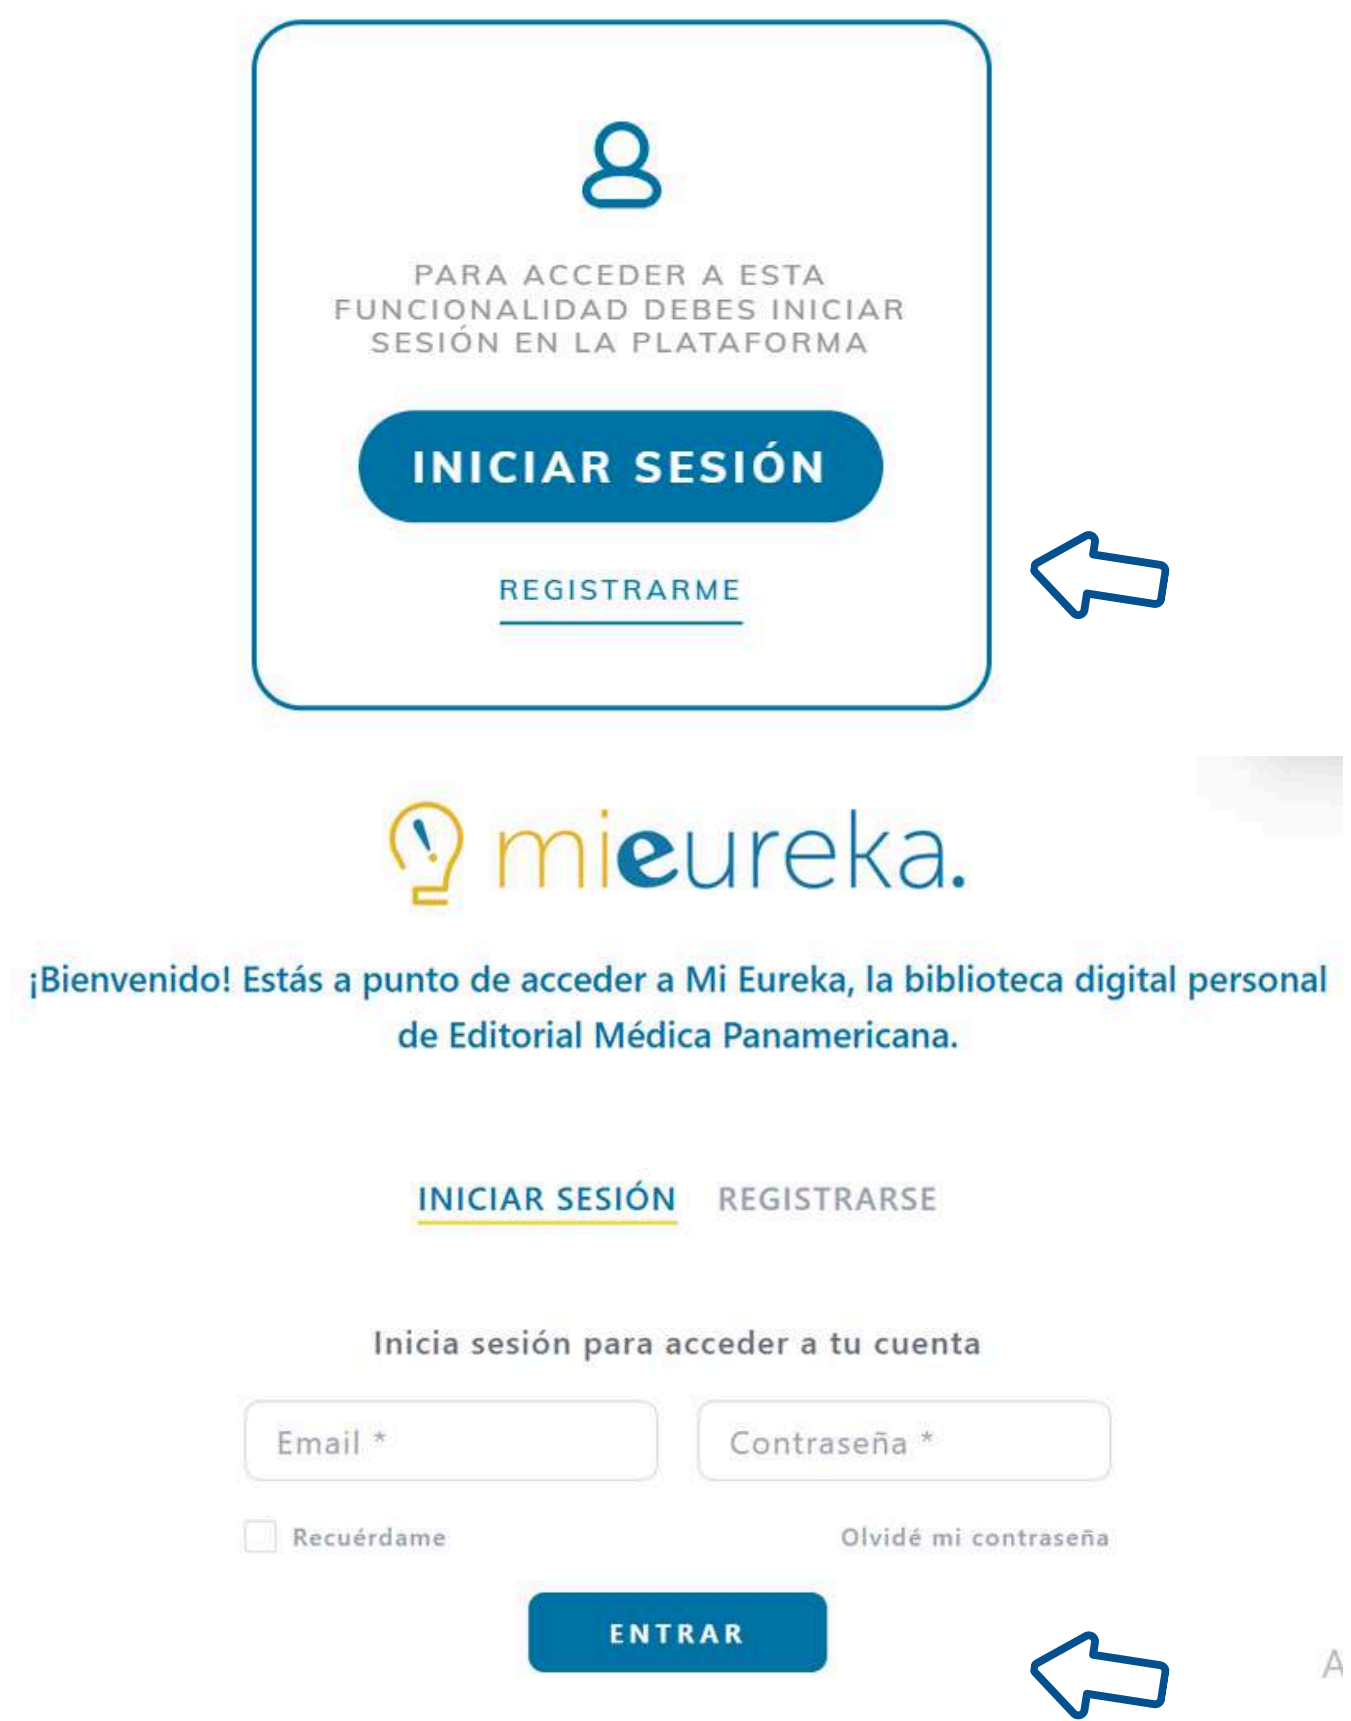 PARA ACCEDER A ESTA
FUNCIONALIDAD DEBES INICIAR
SESIÓN EN LA PLATAFORMA
INICIAR SESIÓN
REGISTRARME
mieureka.
¡Bienvenido! Estás a punto de acceder a Mi Eureka, la biblioteca digital personal
de Editorial Médica Panamericana.
INICIAR SESIÓN REGISTRARSE
Inicia sesión para acceder a tu cuenta
Email * Contraseña *
Recuérdame Olvidé mi contraseña
ENTRAR
A